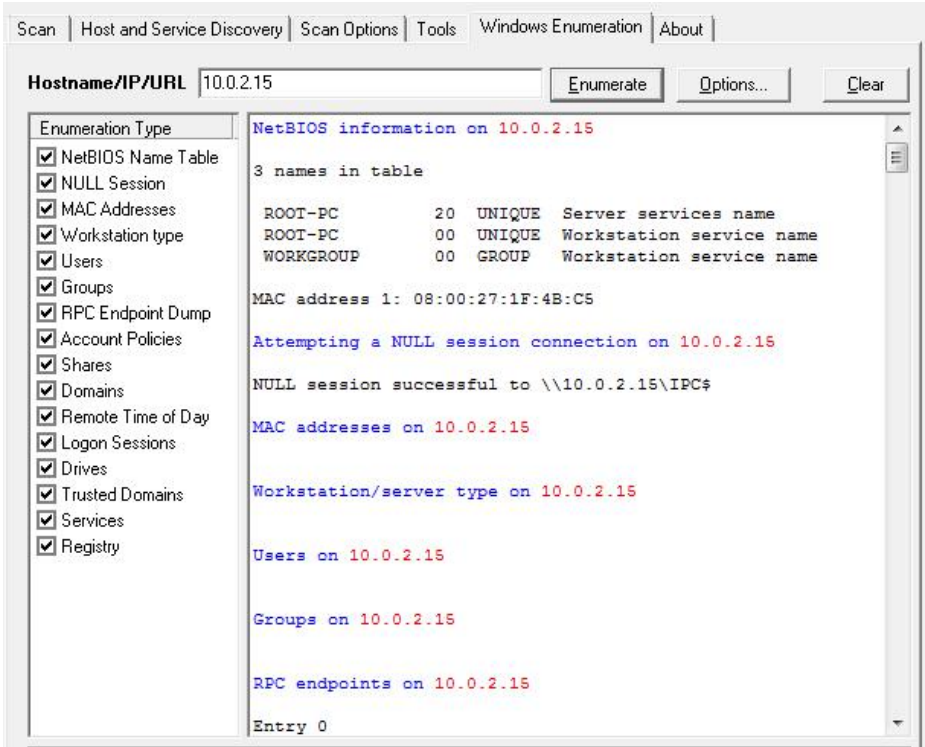 Scan Host and Service Discovery Scan Options Tools Windows Enumeration About
Hostname/IP/URL 10.0.2.15 Enumerate Options... Clear
Enumeration Type
NetBIOS Name Table
NULL Session
MAC Addresses
Workstation type
Users
Groups
RPC Endpoint Dump
Account Policies
Shares
Domains
Remote Time of Day
Logon Sessions
Drives
Trusted Domains
Services
Registry
NetBIOS information on 10.0.2.15
3 names in table
ROOT-PC 20 UNIQUE Server services name
ROOT-PC 00 UNIQUE Workstation service name
WORKGROUP 00 GROUP Workstation service name
MAC address 1: 08:00:27:1F:4B:C5
Attempting a NULL session connection on 10.0.2.15
NULL session successful to \\10.0.2.15\IPC$
MAC addresses on 10.0.2.15
Workstation/server type on 10.0.2.15
Users on 10.0.2.15
Groups on 10.0.2.15
RPC endpoints on 10.0.2.15
Entry 0